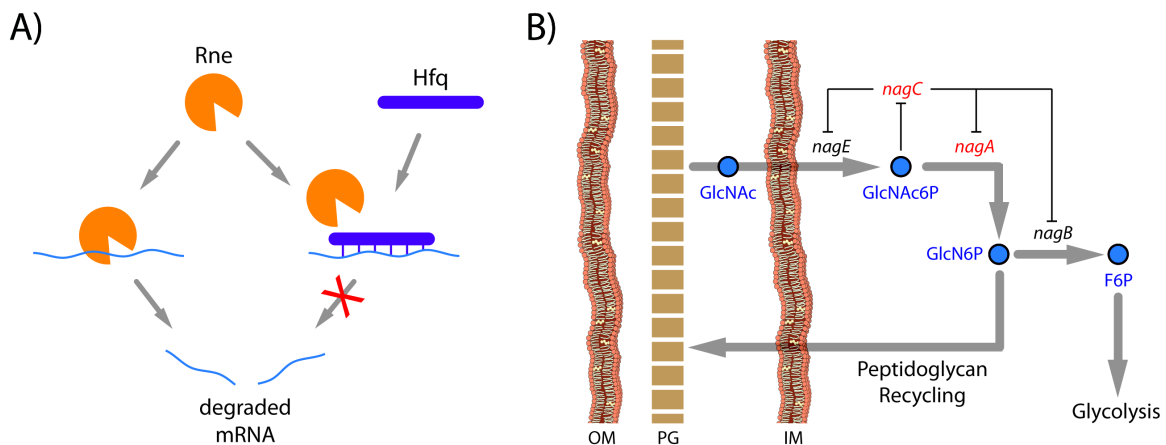 A)
Rne
Hfq
degraded
mRNA
B)
nagC
nagE
nagA
GlcNAc
GlcNAc6P
nagB
GlcN6P
F6P
Peptidoglycan
Recycling
Glycolysis
OM
PG
IM